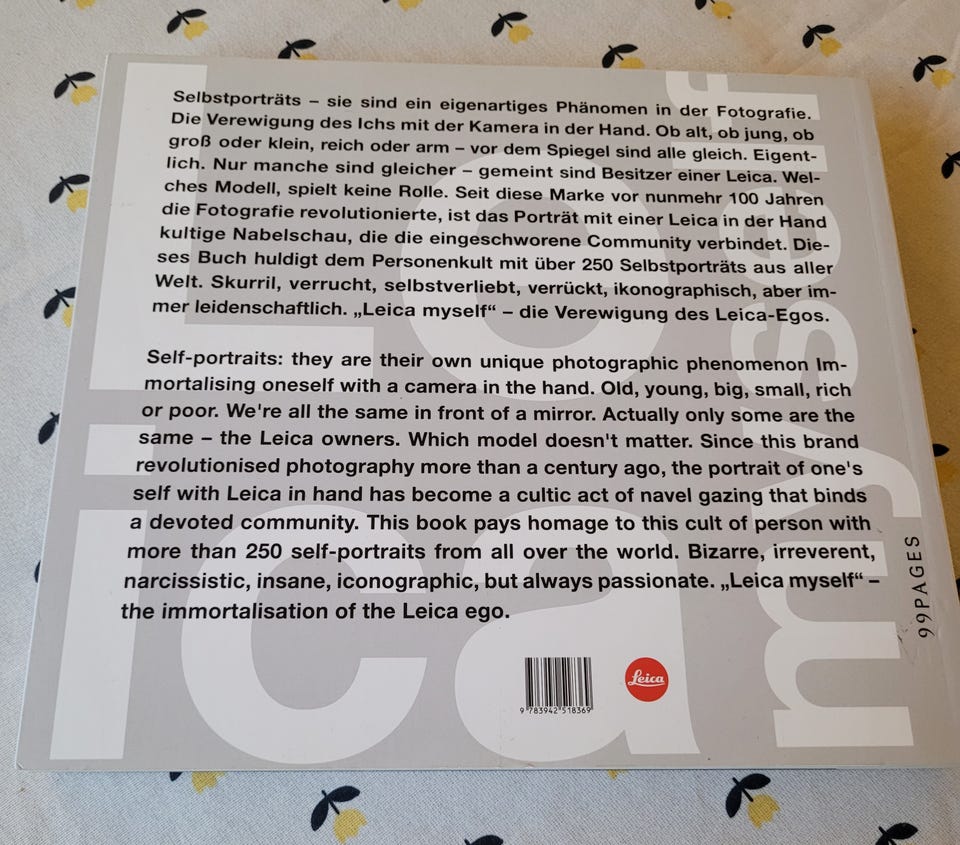 Selbstporträts – sie sind ein eigenartiges Phänomen in der Fotografie.
Die Verewigung des Ichs mit der Kamera in der Hand. Ob alt, ob jung, ob
groß oder klein, reich oder arm – vor dem Spiegel sind alle gleich. Eigent-
lich. Nur manche sind gleicher – gemeint sind Besitzer einer Leica. Wel-
ches Modell, spielt keine Rolle. Seit diese Marke vor nunmehr 100 Jahren
die Fotografie revolutionierte, ist das Porträt mit einer Leica in der Hand
kultige Nabelschau, die die eingeschworene Community verbindet. Die-
ses Buch huldigt dem Personenkult mit über 250 Selbstporträts aus aller
Welt. Skurril, verrucht, selbstverliebt, verrückt, ikonographisch, aber im-
mer leidenschaftlich. „Leica myself“ – die Verewigung des Leica-Egos.
Self-portraits: they are their own unique photographic phenomenon Im-
mortalising oneself with a camera in the hand. Old, young, big, small, rich
or poor. We're all the same in front of a mirror. Actually only some are the
same – the Leica owners. Which model doesn't matter. Since this brand
revolutionised photography more than a century ago, the portrait of one's
self with Leica in hand has become a cultic act of navel gazing that binds
a devoted community. This book pays homage to this cult of person with
more than 250 self-portraits from all over the world. Bizarre, irreverent,
narcissistic, insane, iconographic, but always passionate. „Leica myself“ –
the immortalisation of the Leica ego.
Le
ica
myself
99PAGES
9 783942 518369
Leica